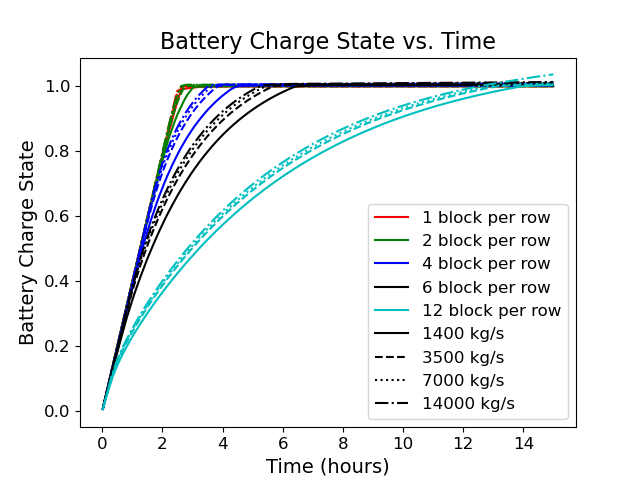 Battery Charge State vs. Time
Battery Charge State
1.0
0.8
0.6
0.4
0.2
0.0
1 block per row
2 block per row
4 block per row
6 block per row
12 block per row
1400 kg/s
3500 kg/s
7000 kg/s
14000 kg/s
0 2 4 6 8 10 12 14
Time (hours)